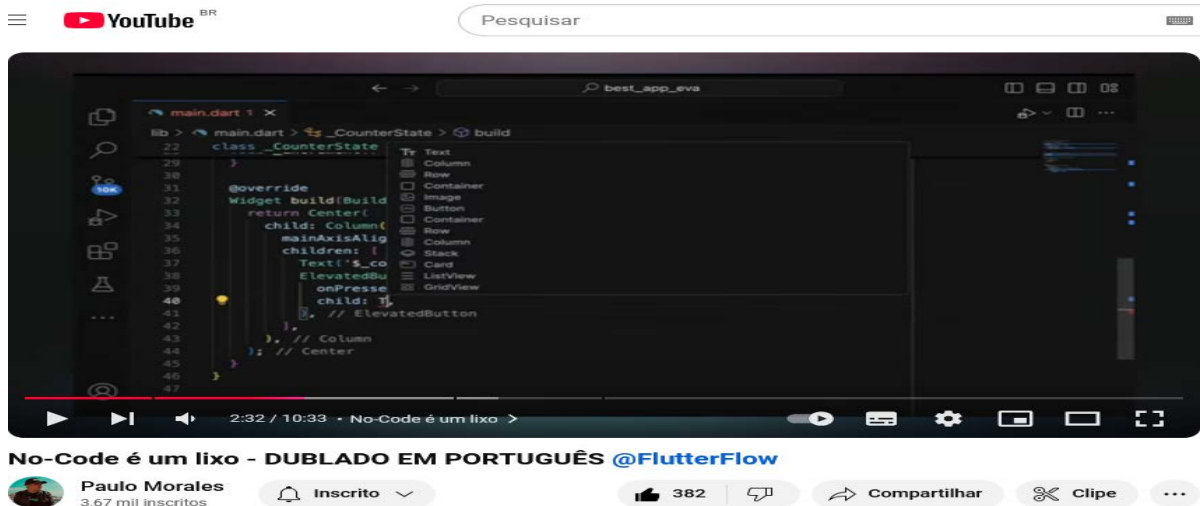 YouTube BR
Pesquisar
best_app_eva
main.dart 1
lib > main.dart > _CounterState > build
22 class _CounterState
29 }
30
31 @override
32 Widget build(Build
33 return Center(
34 child: Column(
35 mainAxisAlig
36 children: [
37 Text('$_co
38 ElevatedBu
39 onPresse
40 child: T,
41 ), // ElevatedButton
42 ],
43 ), // Column
44 ); // Center
45 }
46 }
47
Text
Column
Row
Container
Image
Button
Container
Row
Column
Stack
Card
ListView
GridView
10K
2:32 / 10:33 • No-Code é um lixo >
No-Code é um lixo - DUBLADO EM PORTUGUÊS @FlutterFlow
Paulo Morales
3.67 mil inscritos
Inscrito
382
Compartilhar
Clipe